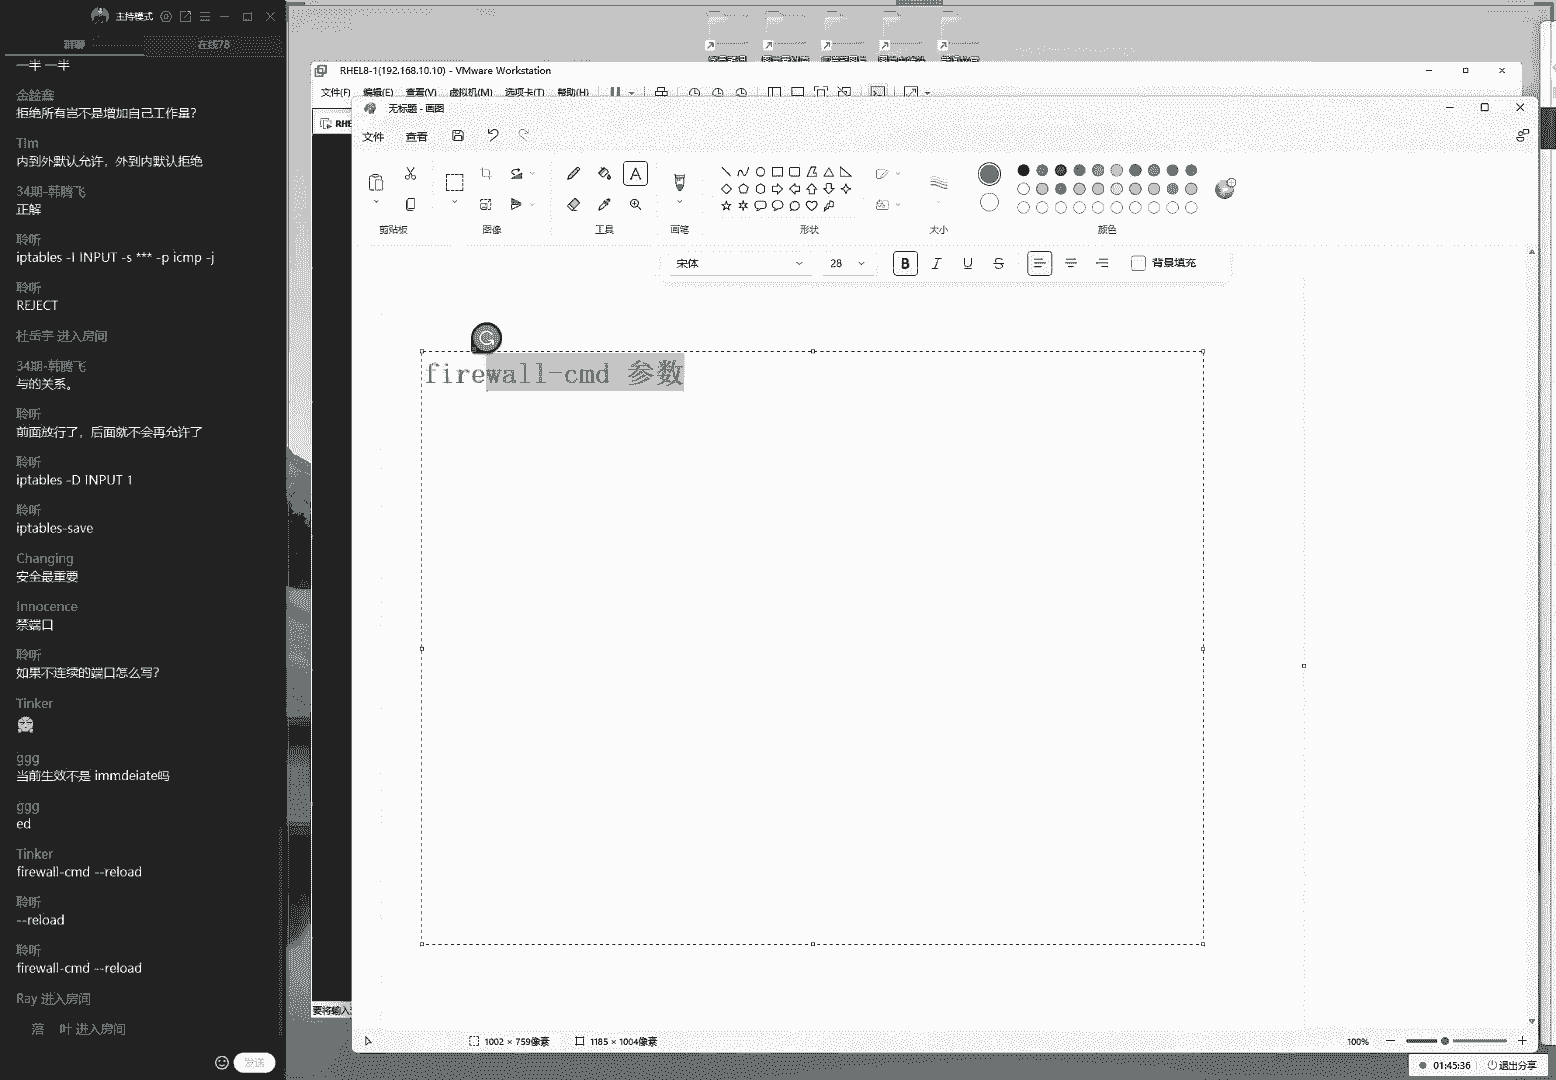 主持模式
群聊
在线78
一半 一半
拒绝所有岂不是增加自己工作量?
Tim
内到外默认允许，外到内默认拒绝
34期-韩腾飞
正解
聆听
iptables -I INPUT -s *** -p icmp -j
聆听
REJECT
杜岳宇 进入房间
34期-韩腾飞
与的关系。
聆听
前面放行了，后面就不会再允许了
聆听
iptables -D INPUT 1
聆听
iptables-save
Changing
安全最重要
Innocence
禁端口
聆听
如果不连续的端口怎么写?
Tinker
ggg
当前生效不是 immdeiate吗
ggg
ed
Tinker
firewall-cmd --reload
聆听
--reload
聆听
firewall-cmd --reload
Ray 进入房间
落 叶 进入房间
发送
RHEL8-1(192.168.10.10) - VMware Workstation
文件(F) 编辑(E) 查看(V) 虚拟机(M) 选项卡(T) 帮助(H)
RHE
无标题 - 画图
文件 查看
剪贴板 图像 工具 画笔 形状 大小 颜色
宋体 28 B I U S 背景填充
firewall-cmd 参数
要将输入
1002 × 759像素 1185 × 1004像素 100%
01:45:36 退出分享